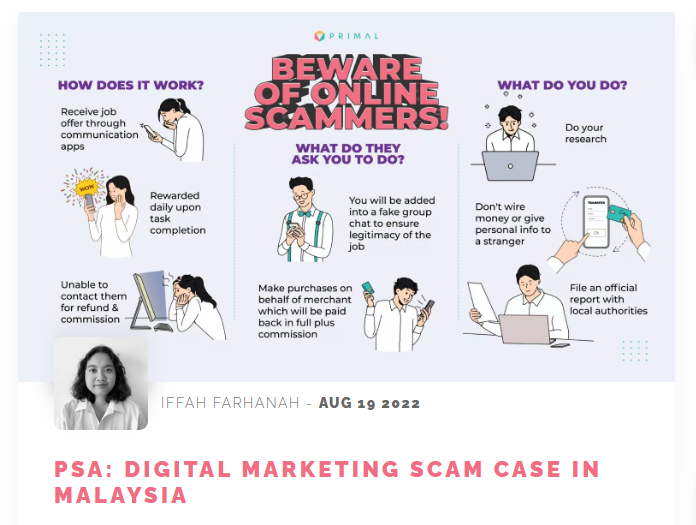 PRIMAL
BEWARE
OF ONLINE
SCAMMERS!
HOW DOES IT WORK?
Receive job
offer through
communication
apps
WOW
Rewarded
daily upon
task
completion
Unable to
contact them
for refund &
commission
WHAT DO THEY
ASK YOU TO DO?
You will be added
into a fake group
chat to ensure
legitimacy of the
job
Make purchases on
behalf of merchant
which will be paid
back in full plus
commission
WHAT DO YOU DO?
Do your
research
Don't wire
money or give
personal info to
a stranger
TRANSFER
File an official
report with
local authorities
IFFAH FARHANAH - AUG 19 2022
PSA: DIGITAL MARKETING SCAM CASE IN
MALAYSIA